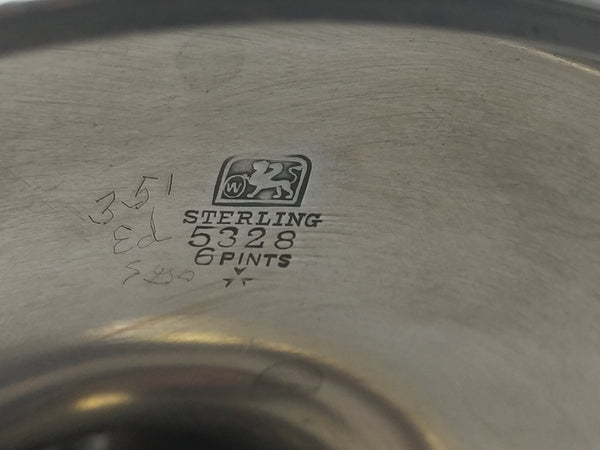 W
STERLING
5328
6 PINTS
351
Ed